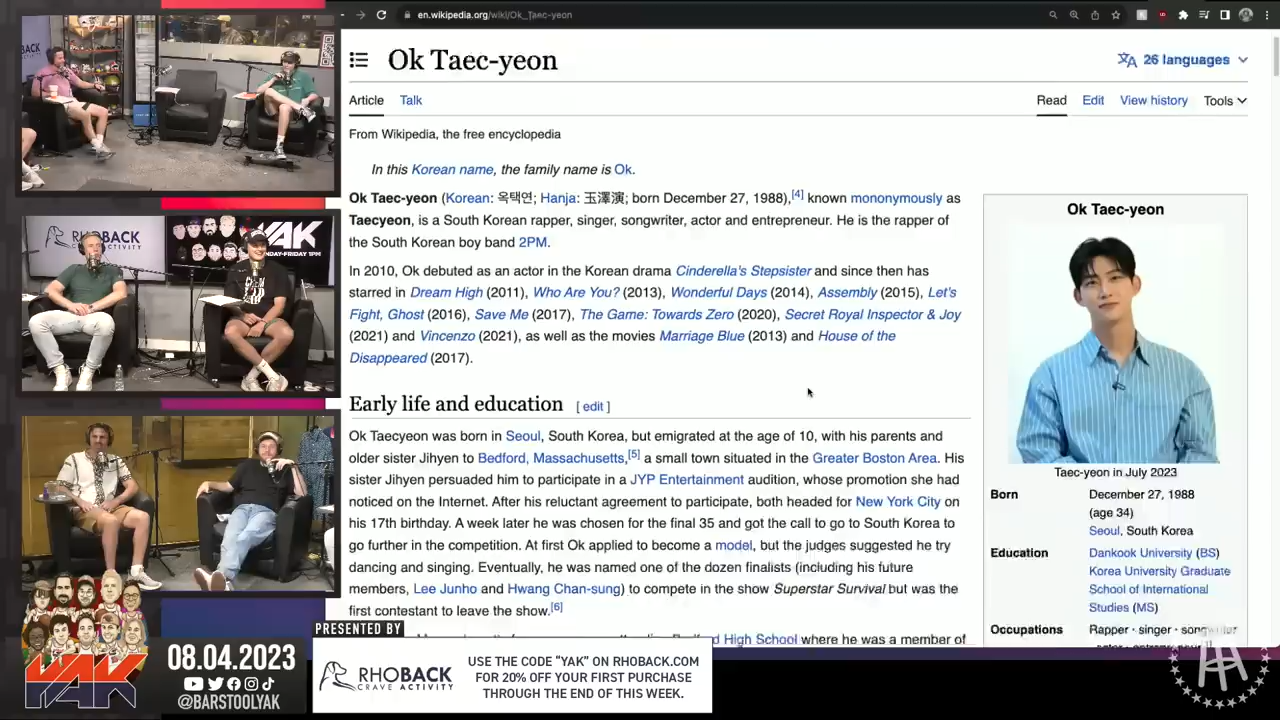 en.wikipedia.org/wiki/Ok_Taec-yeon
Ok Taec-yeon
26 languages
Article
Talk
Read
Edit
View history
Tools
From Wikipedia, the free encyclopedia
In this Korean name, the family name is Ok.
Ok Taec-yeon (Korean: 옥택연; Hanja: 玉澤演; born December 27, 1988),[4] known mononymously as
Taecyeon, is a South Korean rapper, singer, songwriter, actor and entrepreneur. He is the rapper of
the South Korean boy band 2PM.
In 2010, Ok debuted as an actor in the Korean drama Cinderella's Stepsister and since then has
starred in Dream High (2011), Who Are You? (2013), Wonderful Days (2014), Assembly (2015), Let's
Fight, Ghost (2016), Save Me (2017), The Game: Towards Zero (2020), Secret Royal Inspector & Joy
(2021) and Vincenzo (2021), as well as the movies Marriage Blue (2013) and House of the
Disappeared (2017).
Early life and education [ edit ]
Ok Taecyeon was born in Seoul, South Korea, but emigrated at the age of 10, with his parents and
older sister Jihyen to Bedford, Massachusetts,[5] a small town situated in the Greater Boston Area. His
sister Jihyen persuaded him to participate in a JYP Entertainment audition, whose promotion she had
noticed on the Internet. After his reluctant agreement to participate, both headed for New York City on
his 17th birthday. A week later he was chosen for the final 35 and got the call to go to South Korea to
go further in the competition. At first Ok applied to become a model, but the judges suggested he try
dancing and singing. Eventually, he was named one of the dozen finalists (including his future
members, Lee Junho and Hwang Chan-sung) to compete in the show Superstar Survival but was the
first contestant to leave the show.[6]
High School where he was a member of
Ok Taec-yeon
Taec-yeon in July 2023
Born
December 27, 1988
(age 34)
Seoul, South Korea
Education
Dankook University (BS)
Korea University Graduate
School of International
Studies (MS)
Occupations
Rapper · singer · songwriter
RHOBACK
ACTIVITY
YAK
MONDAY-FRIDAY 1PM
YAK
08.04.2023
@BARSTOOLYAK
PRESENTED BY
RHOBACK
CRAVE ACTIVITY
USE THE CODE "YAK" ON RHOBACK.COM
FOR 20% OFF YOUR FIRST PURCHASE
THROUGH THE END OF THIS WEEK.